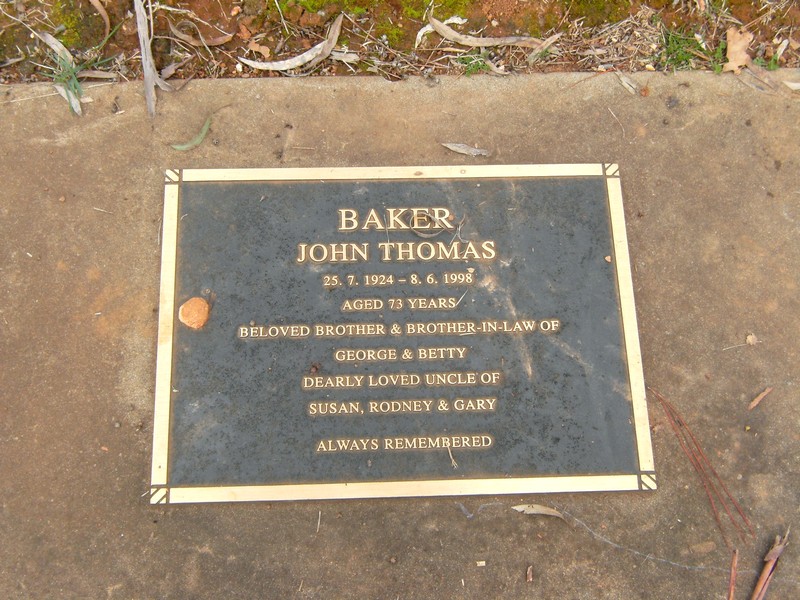 BAKER
JOHN THOMAS
25. 7. 1924 – 8. 6. 1998
AGED 73 YEARS
BELOVED BROTHER & BROTHER-IN-LAW OF
GEORGE & BETTY
DEARLY LOVED UNCLE OF
SUSAN, RODNEY & GARY
ALWAYS REMEMBERED